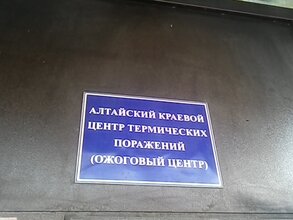 АЛТАЙСКИЙ КРАЕВОЙ
ЦЕНТР ТЕРМИЧЕСКИХ
ПОРАЖЕНИЙ
(ОЖОГОВЫЙ ЦЕНТР)